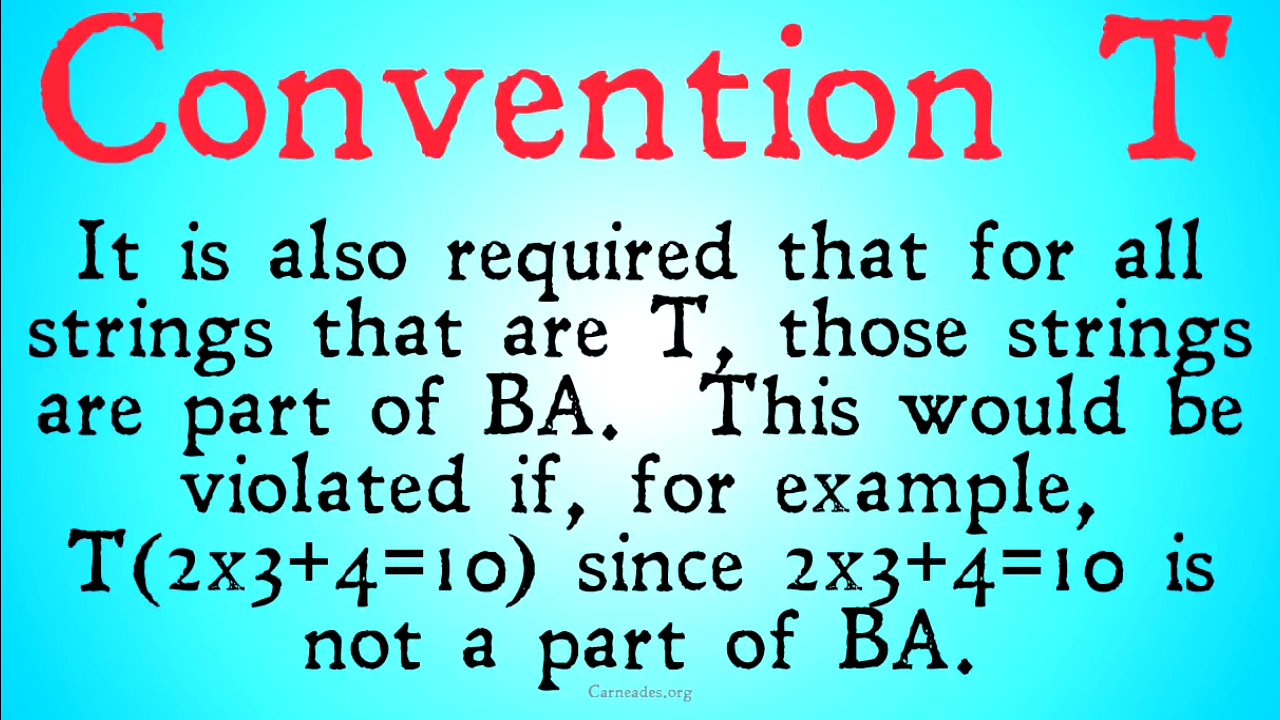 Convention T
It is also required that for all
strings that are T, those strings
are part of BA. This would be
violated if, for example,
T(2x3+4=10) since 2x3+4=10 is
not a part of BA.
Carneades.org